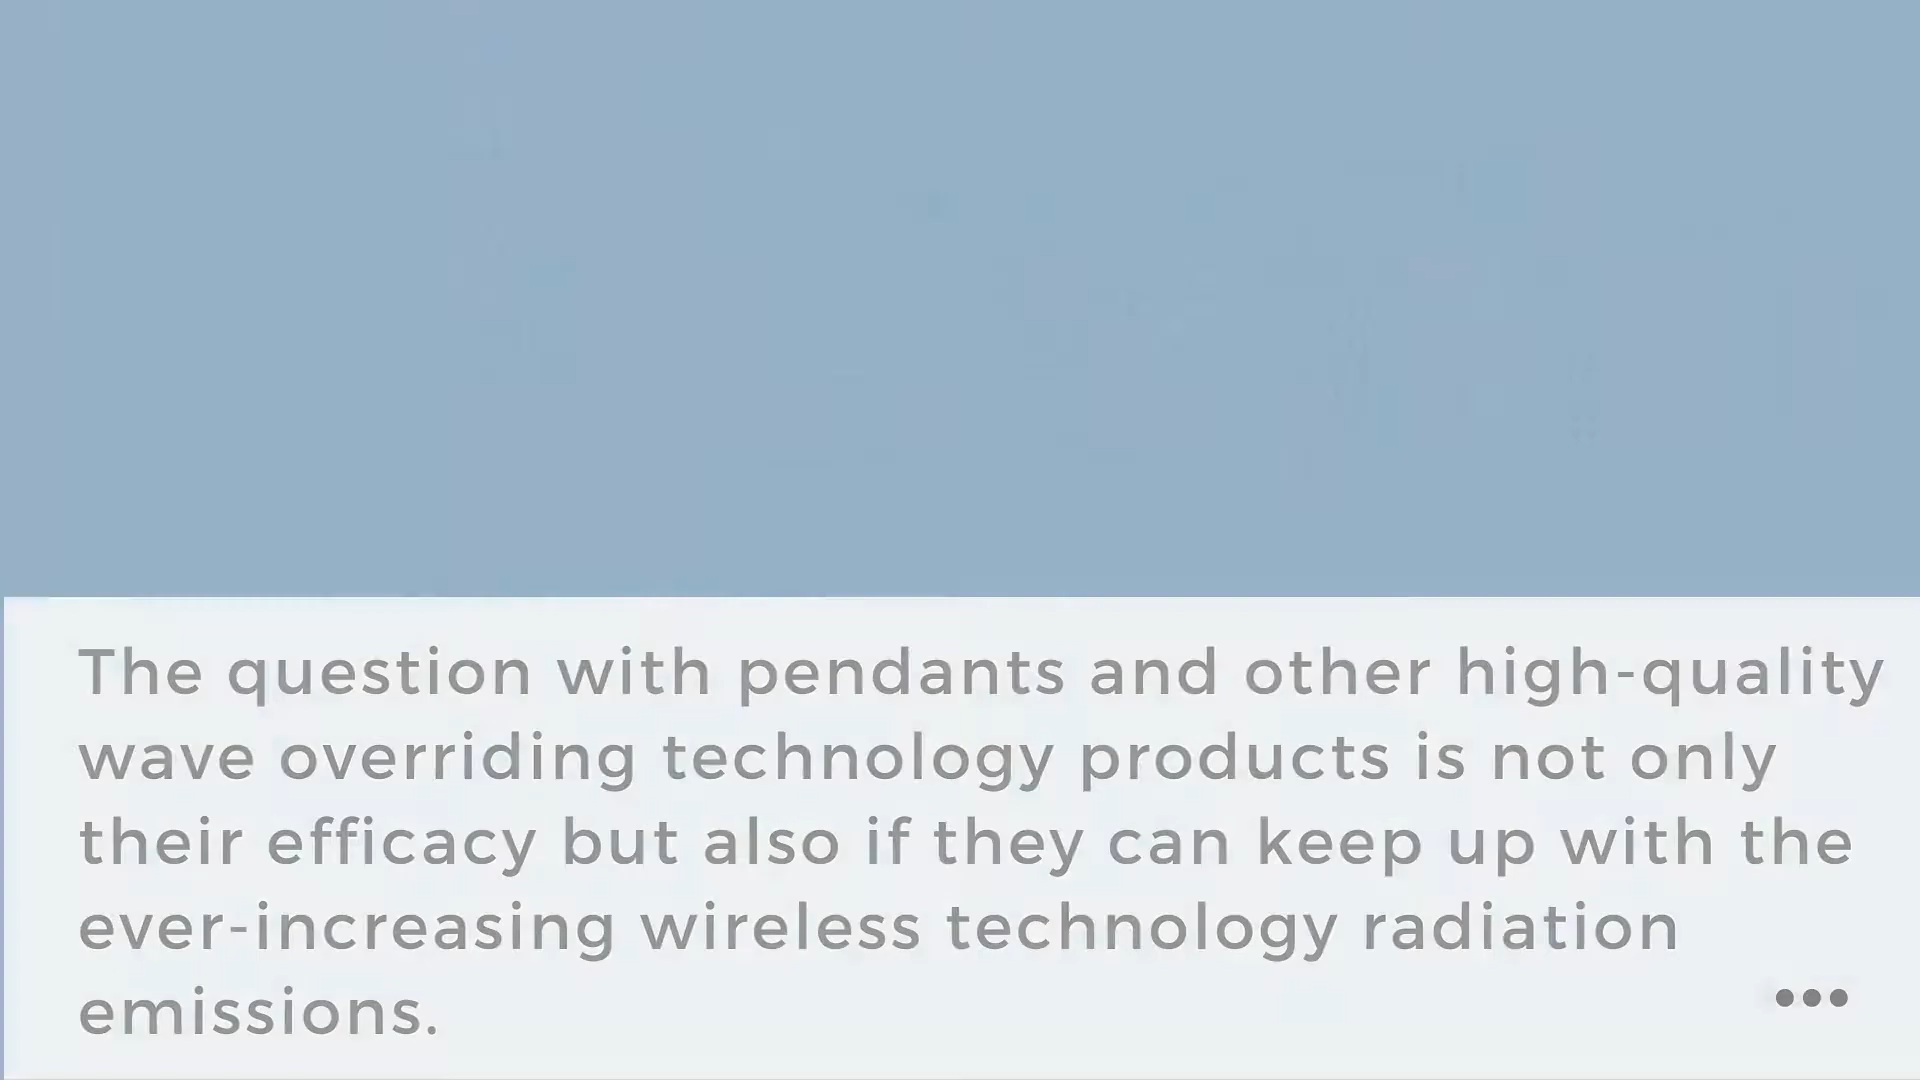 The question with pendants and other high-quality
wave overriding technology products is not only
their efficacy but also if they can keep up with the
ever-increasing wireless technology radiation
emissions.